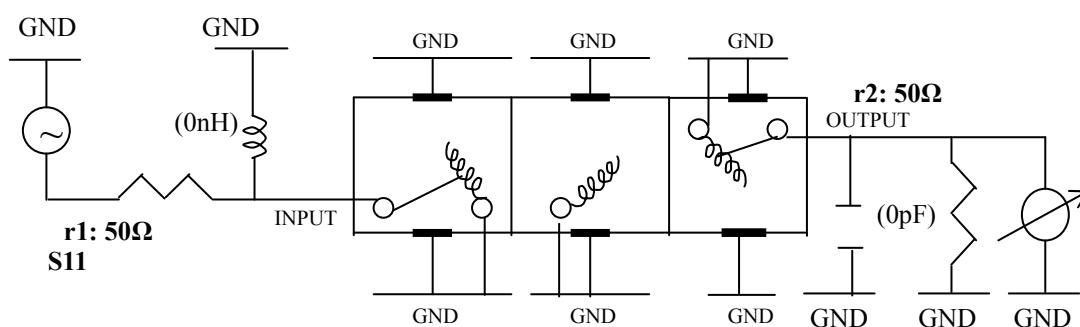 GND
GND
GND
GND
GND
r2: 50Ω
OUTPUT
(0nH)
~
INPUT
(0pF)
r1: 50Ω
S11
GND
GND
GND
GND
GND
GND